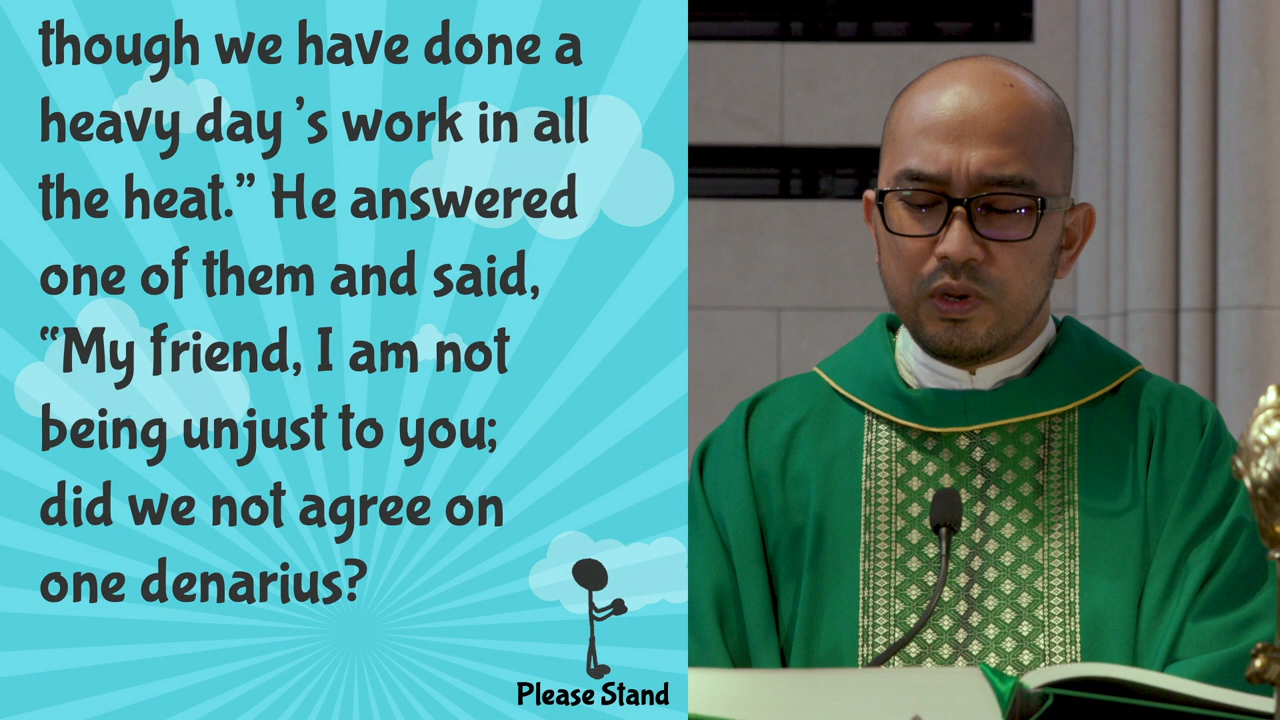 though we have done a
heavy day ’s work in all
the heat.” He answered
one of them and said,
“My friend, I am not
being unjust to you;
did we not agree on
one denarius?
Please Stand